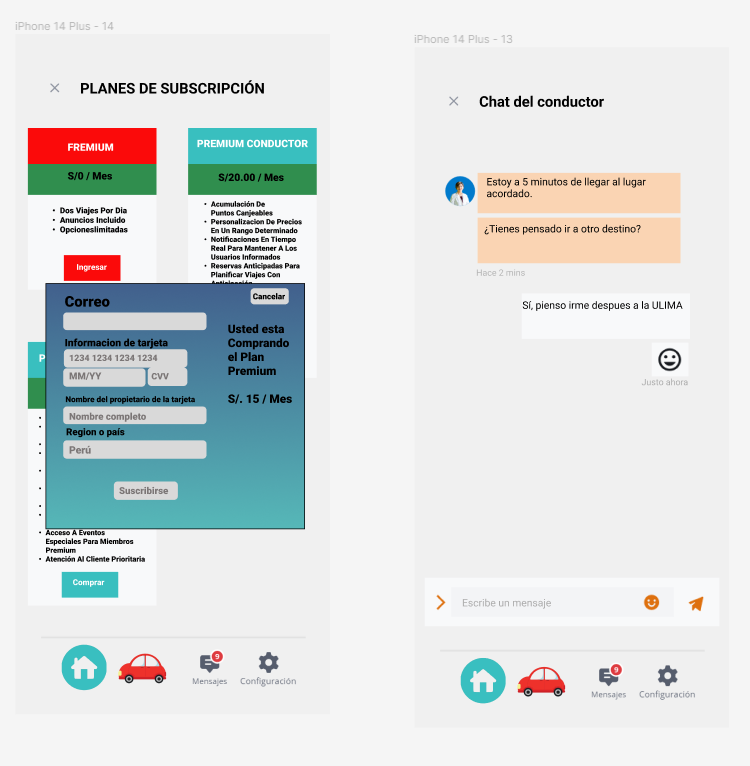 iPhone 14 Plus - 14
PLANES DE SUBSCRIPCIÓN
FREMIUM
S/0 / Mes
• Dos Viajes Por Dia
• Anuncios Incluido
• Opcioneslimitadas
Ingresar
PREMIUM CONDUCTOR
S/20.00 / Mes
• Acumulación De
Puntos Canjeables
• Personalizacion De Precios
En Un Rango Determinado
• Notificaciones En Tiempo
Real Para Mantener A Los
Usuarios Informados
• Reservas Anticipadas Para
Planificar Viajes Con
Anticipación
P
Correo
Cancelar
Informacion de tarjeta
1234 1234 1234 1234
MM/YY
CVV
Nombre del propietario de la tarjeta
Nombre completo
Region o país
Perú
Suscribirse
Usted esta
Comprando
el Plan
Premium
S/. 15 / Mes
• Acceso A Eventos
Especiales Para Miembros
Premium
• Atención Al Cliente Prioritaria
Comprar
9
Mensajes
Configuración
iPhone 14 Plus - 13
Chat del conductor
Estoy a 5 minutos de llegar al lugar
acordado.
¿Tienes pensado ir a otro destino?
Hace 2 mins
Sí, pienso irme despues a la ULIMA
Justo ahora
Escribe un mensaje
9
Mensajes
Configuración